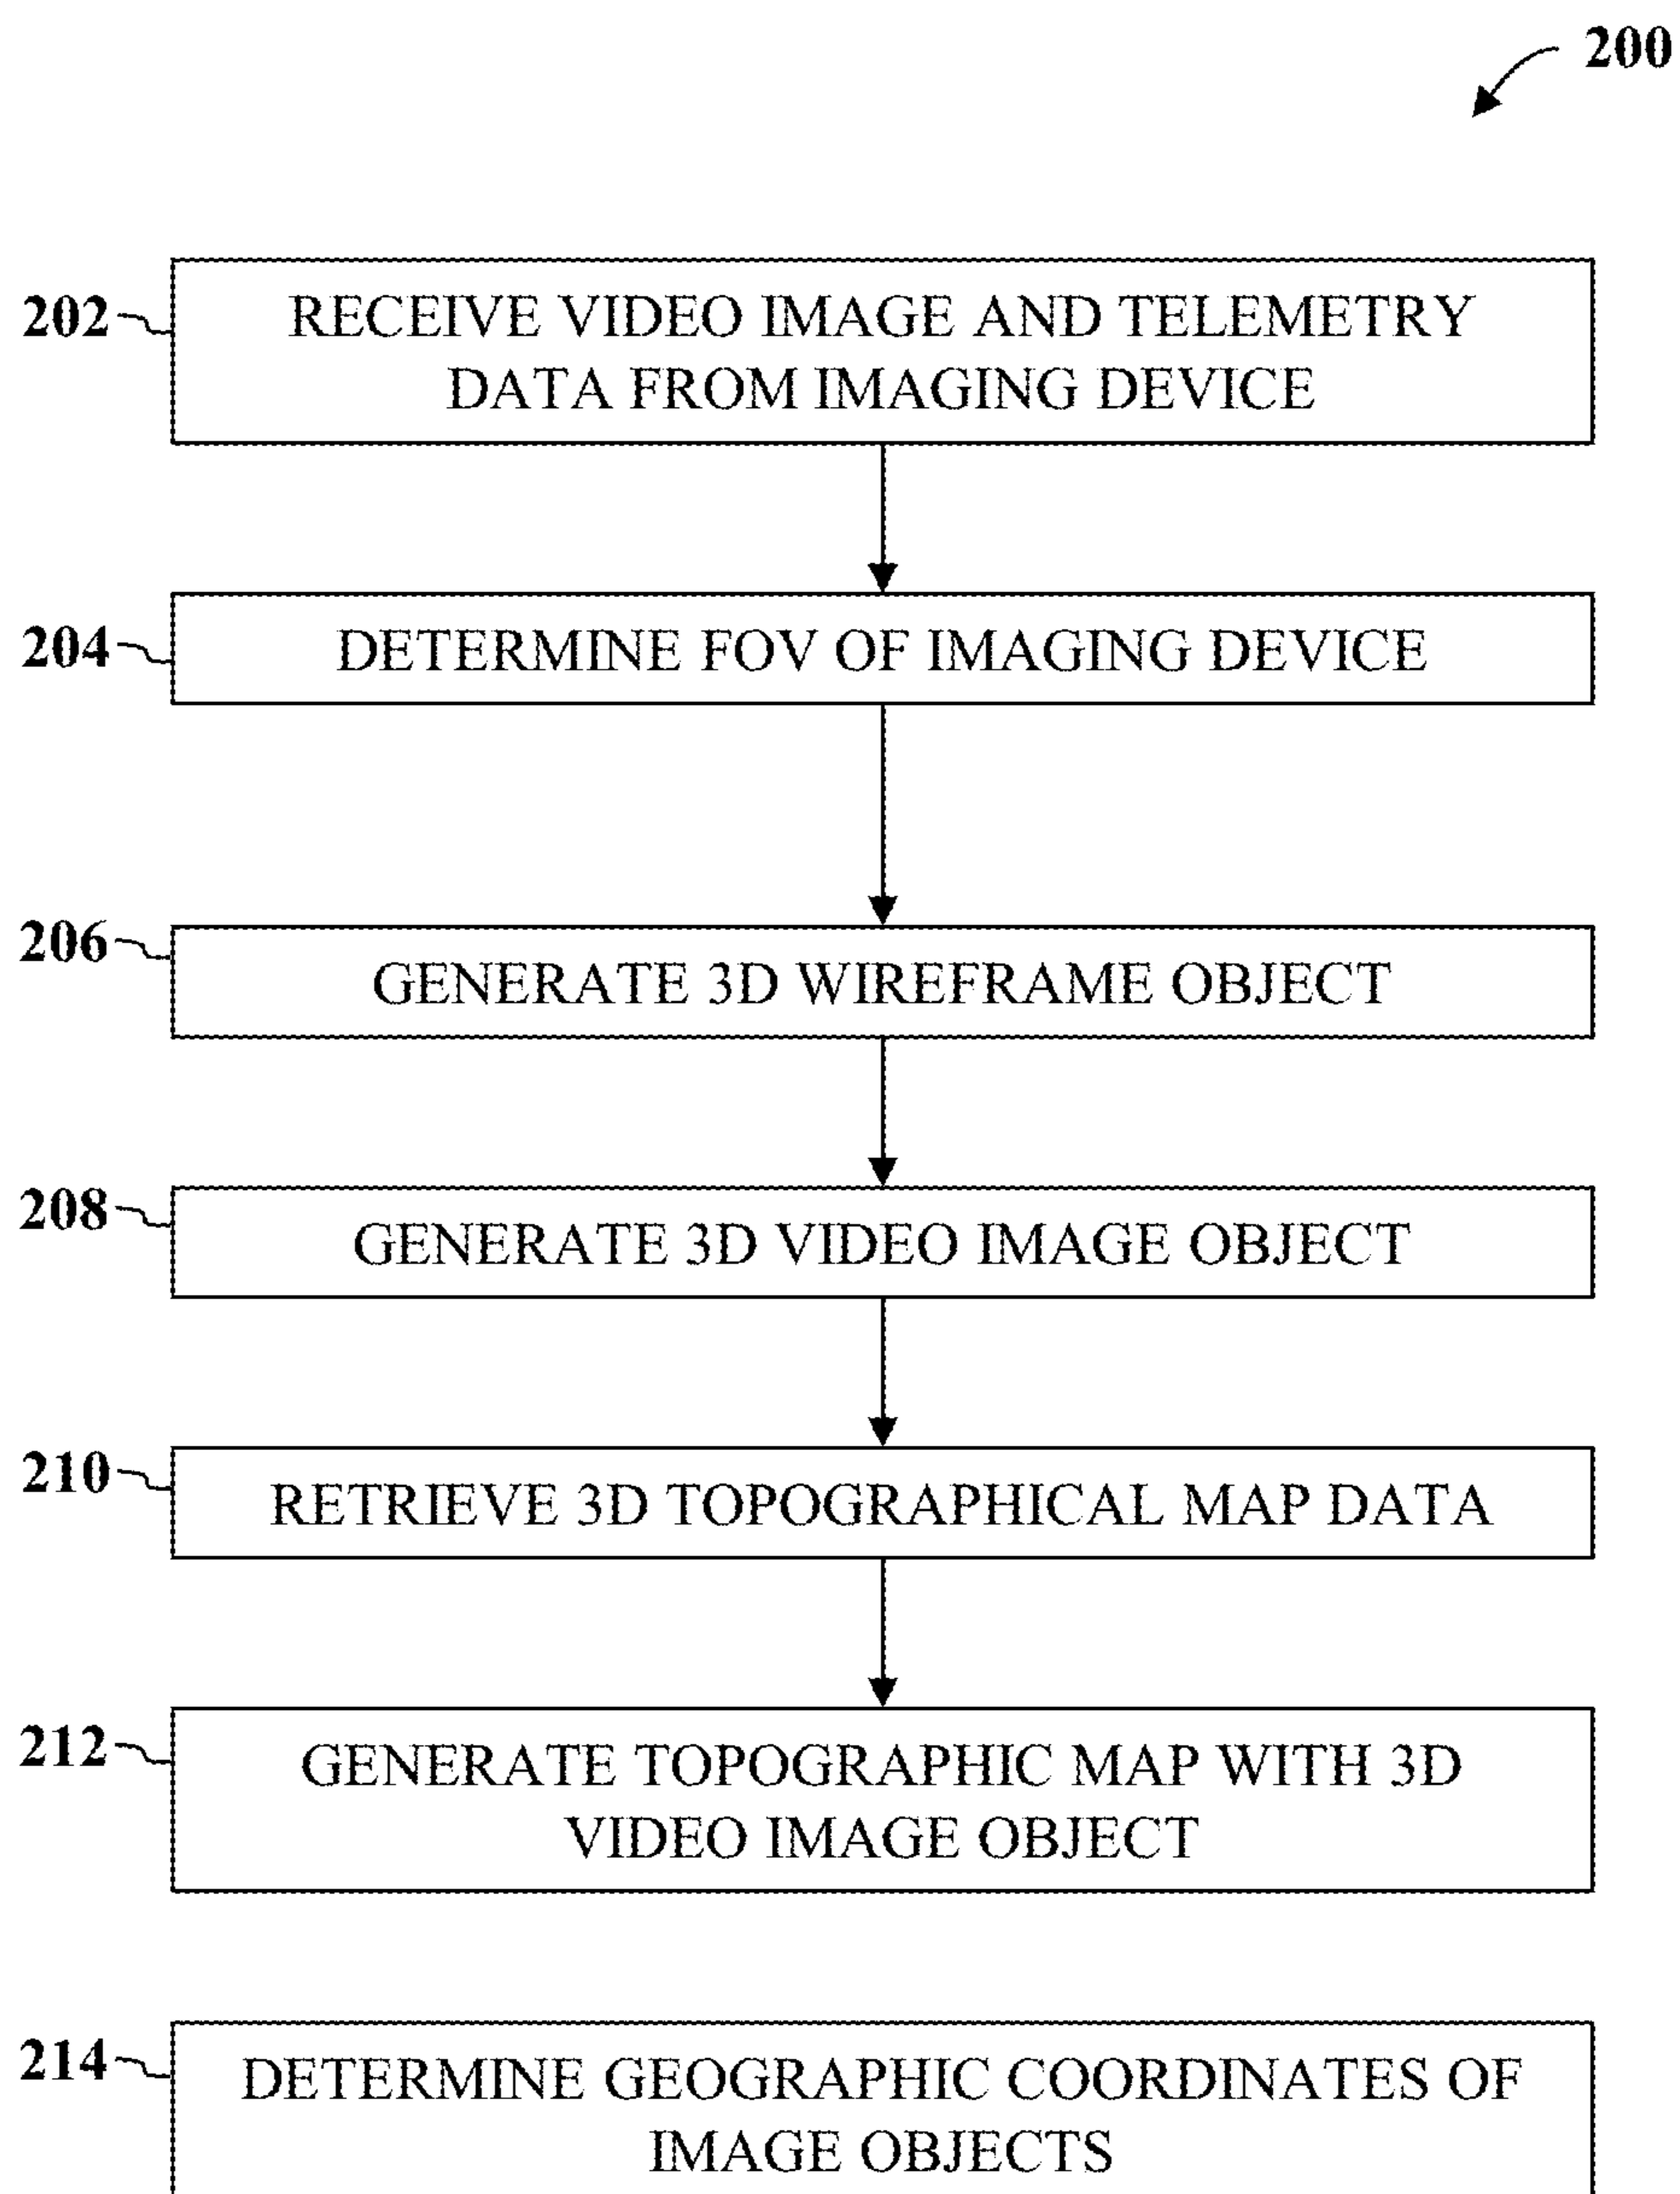 200
202
RECEIVE VIDEO IMAGE AND TELEMETRY
DATA FROM IMAGING DEVICE
204
DETERMINE FOV OF IMAGING DEVICE
206
GENERATE 3D WIREFRAME OBJECT
208
GENERATE 3D VIDEO IMAGE OBJECT
210
RETRIEVE 3D TOPOGRAPHICAL MAP DATA
212
GENERATE TOPOGRAPHIC MAP WITH 3D
VIDEO IMAGE OBJECT
214
DETERMINE GEOGRAPHIC COORDINATES OF
IMAGE OBJECTS